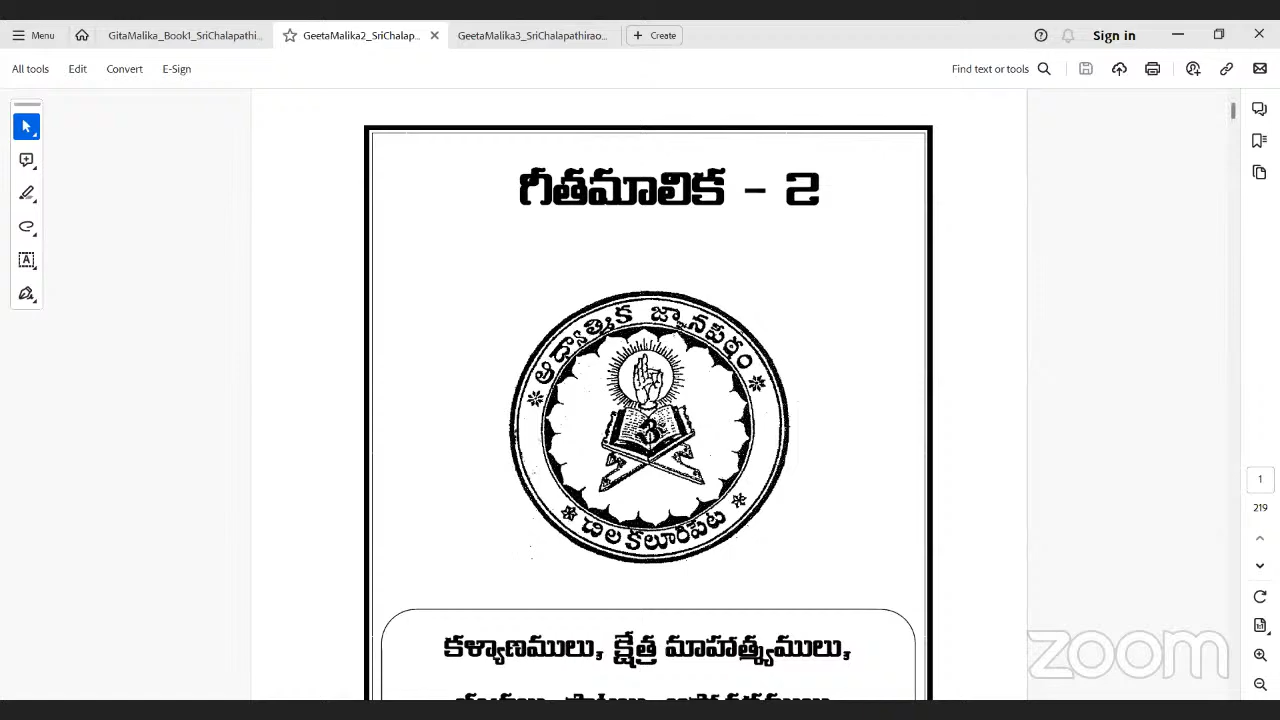 Menu
GitaMalika_Book1_SriChalapathi...
GeetaMalika2_SriChalap...
GeetaMalika3_SriChalapathirao...
Create
Sign in
All tools
Edit
Convert
E-Sign
Find text or tools
గీతమాలిక - 2
ఆధ్యాత్మిక జ్ఞానపీఠం
చిలకలూరిపేట
కళ్యాణములు, క్షేత్ర మాహాత్మ్యములు,
1
219
zoom